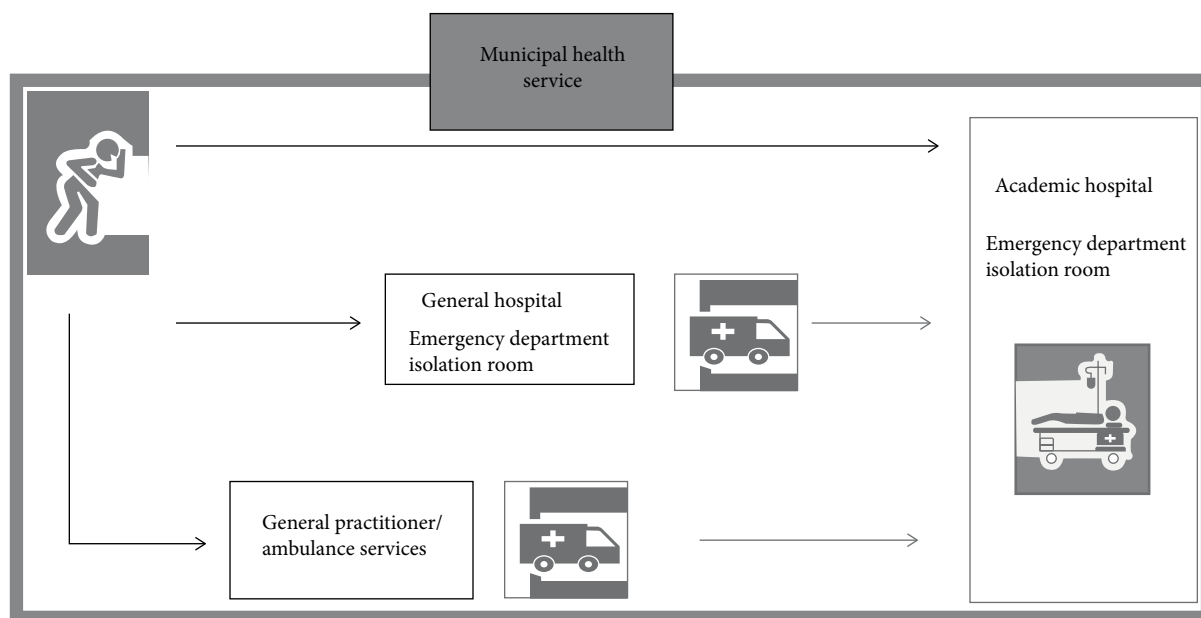 Municipal health
service
Academic hospital
Emergency department
isolation room
General hospital
Emergency department
isolation room
General practitioner/
ambulance services